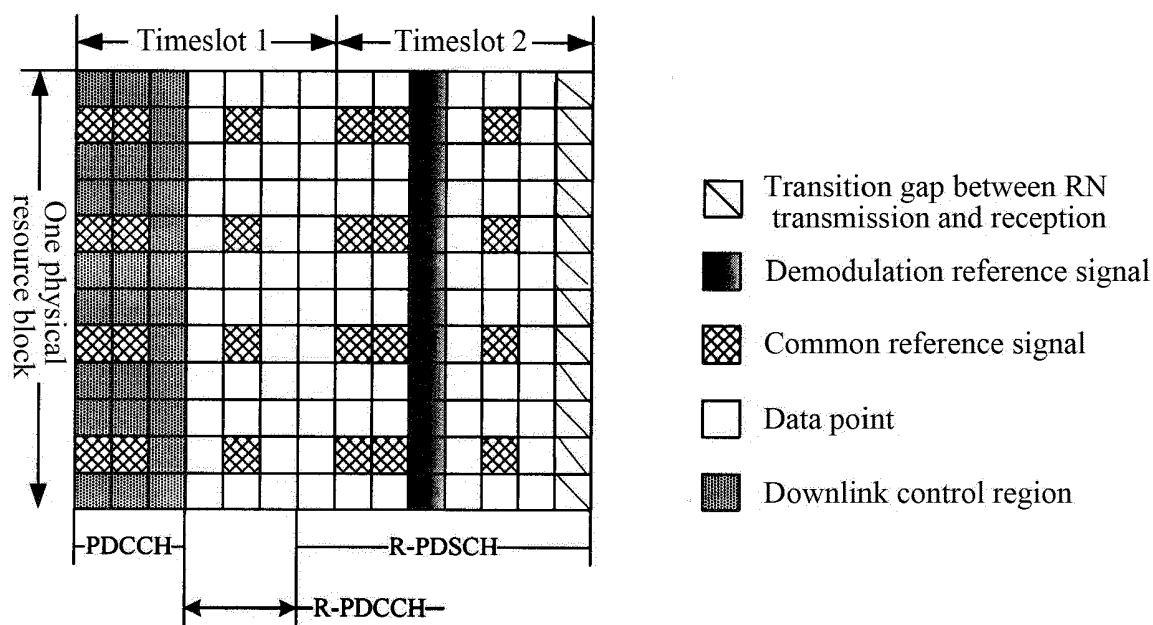 Timeslot 1
Timeslot 2
One physical
resource block
Transition gap between RN
transmission and reception
Demodulation reference signal
Common reference signal
Data point
Downlink control region
PDCCH
R-PDSCH
R-PDCCH